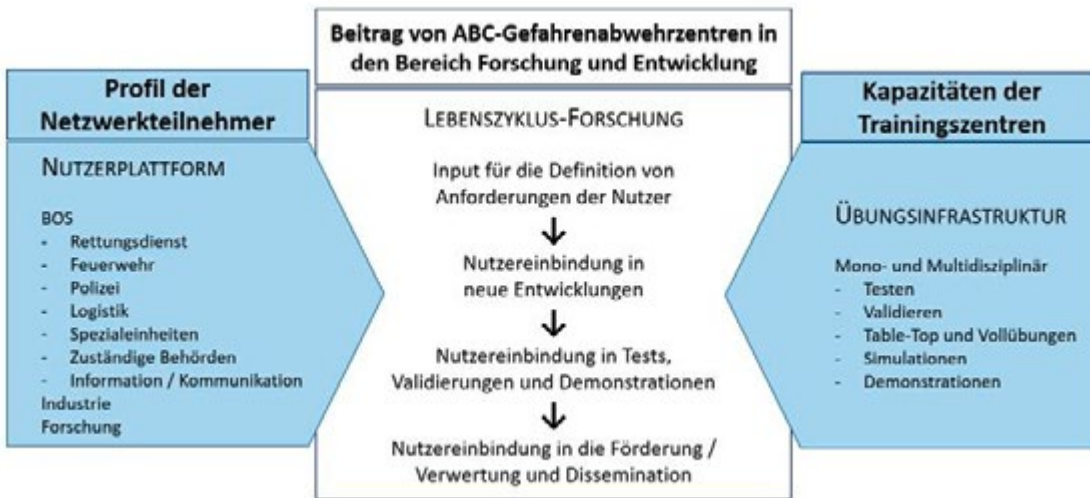 Profil der
Netzwerkteilnehmer
NUTZERPLATTFORM
BOS
- Rettungsdienst
- Feuerwehr
- Polizei
- Logistik
- Spezialeinheiten
- Zuständige Behörden
- Information / Kommunikation
Industrie
Forschung
Beitrag von ABC-Gefahrenabwehrzentren in
den Bereich Forschung und Entwicklung
LEBENSZYKLUS-FORSCHUNG
Input für die Definition von
Anforderungen der Nutzer
↓
Nutzereinbindung in
neue Entwicklungen
↓
Nutzereinbindung in Tests,
Validierungen und Demonstrationen
↓
Nutzereinbindung in die Förderung /
Verwertung und Dissemination
Kapazitäten der
Trainingszentren
ÜBUNGSINFRASTRUKTUR
Mono- und Multidisziplinär
- Testen
- Validieren
- Table-Top und Vollübungen
- Simulationen
- Demonstrationen